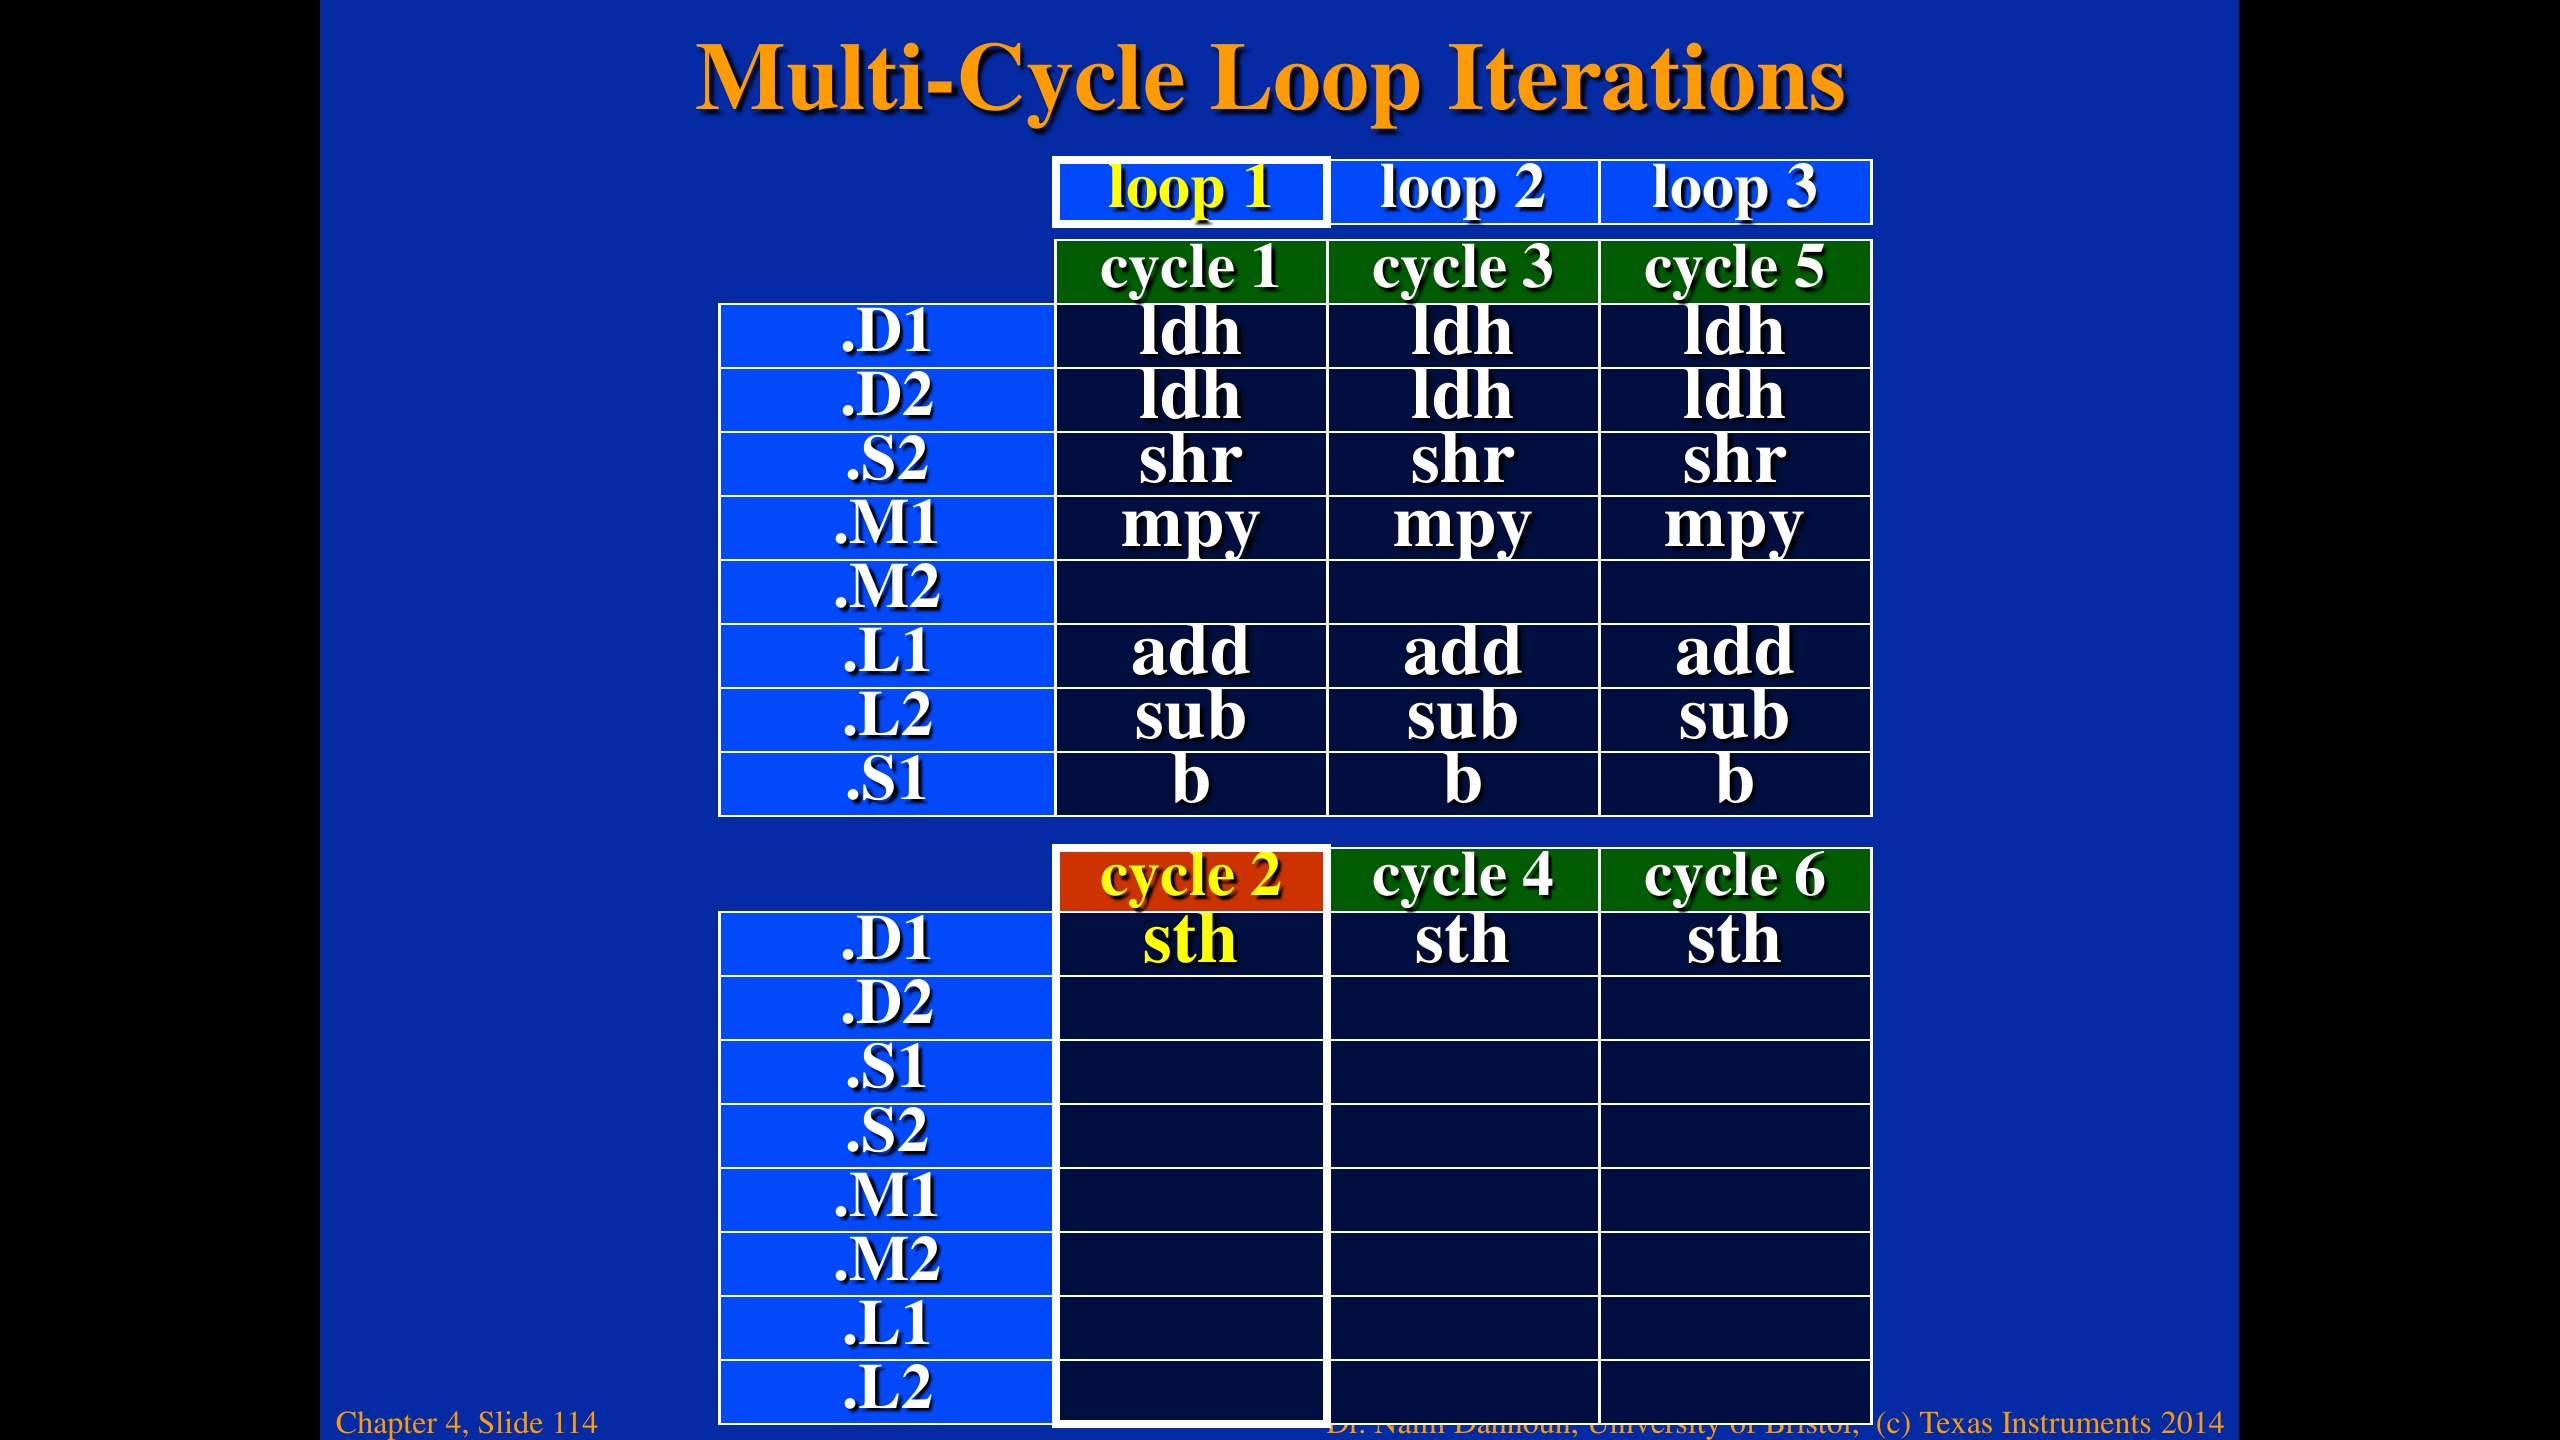 Multi-Cycle Loop Iterations
loop 1 loop 2 loop 3
cycle 1 cycle 3 cycle 5
.D1 ldh ldh ldh
.D2 ldh ldh ldh
.S2 shr shr shr
.M1 mpy mpy mpy
.M2
.L1 add add add
.L2 sub sub sub
.S1 b b b
cycle 2 cycle 4 cycle 6
.D1 sth sth sth
.D2
.S1
.S2
.M1
.M2
.L1
.L2
Chapter 4, Slide 114
Dr. Naim Dahnoun, University of Bristol, (c) Texas Instruments 2014